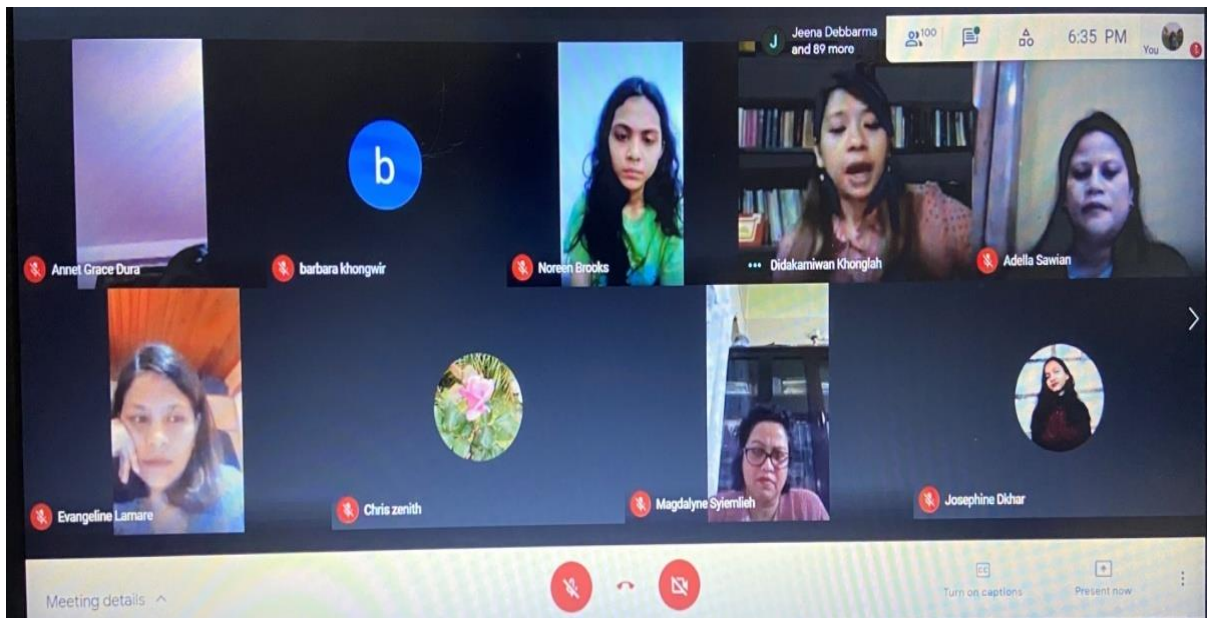 J
Jeena Debbarma
and 89 more
100
6:35 PM
You
Annet Grace Dura
b
barbara khongwir
Noreen Brooks
Didakamiwan Khonglah
Adella Sawian
Evangeline Lamare
Chris zenith
Magdalyne Syiemlieh
Josephine Dkhar
Meeting details
CC
Turn on captions
Present now